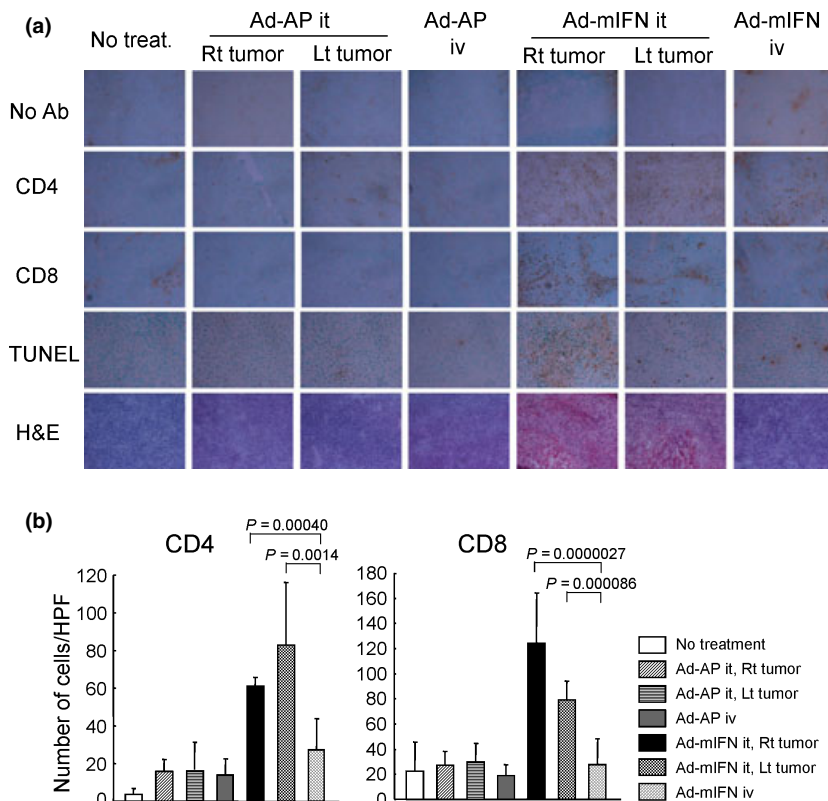 (a)
No treat.
Ad-AP it
Ad-AP iv
Ad-mIFN it
Ad-mIFN iv
Rt tumor
Lt tumor
Rt tumor
Lt tumor
No Ab
CD4
CD8
TUNEL
H&E
(b)
CD4
P = 0.00040
P = 0.0014
Number of cells/HPF
120
100
80
60
40
20
0
CD8
P = 0.0000027
P = 0.000086
180
160
140
120
100
80
60
40
20
0
No treatment
Ad-AP it, Rt tumor
Ad-AP it, Lt tumor
Ad-AP iv
Ad-mIFN it, Rt tumor
Ad-mIFN it, Lt tumor
Ad-mIFN iv